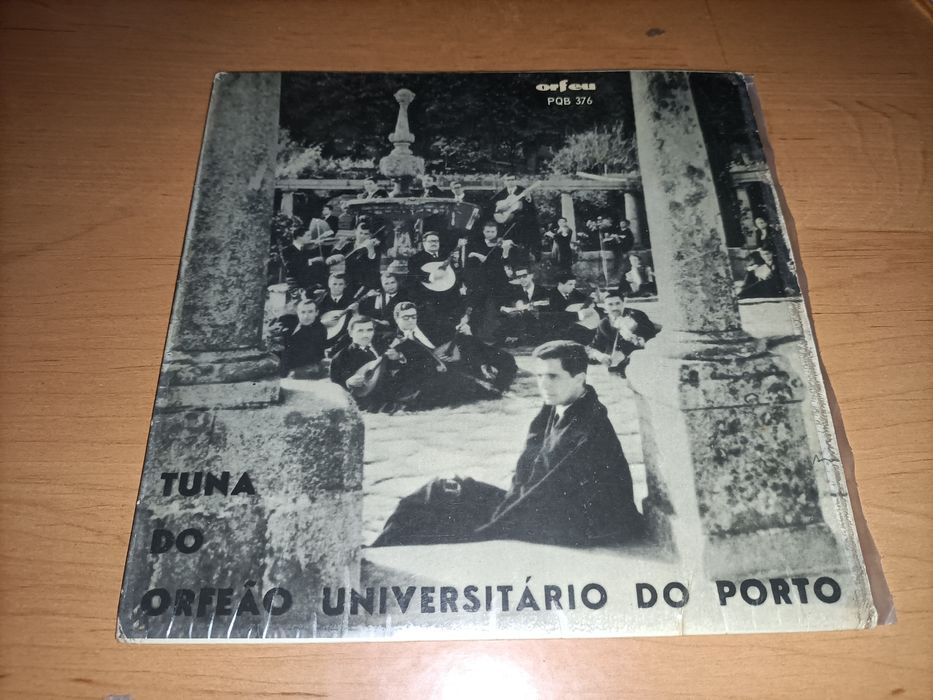 orfeu
PQB 376
TUNA
DO
ORFEÃO UNIVERSITÁRIO DO PORTO